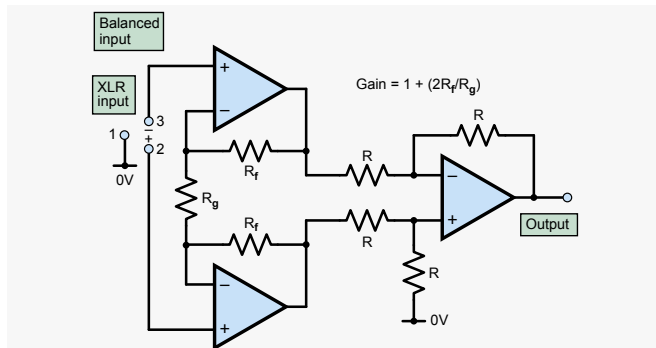 Balanced
input
XLR
input
1
0V
3
– +
2
+
–
Rf
Rg
Rf
–
+
Gain = 1 + (2Rf/Rg)
R
R
R
–
+
R
0V
Output